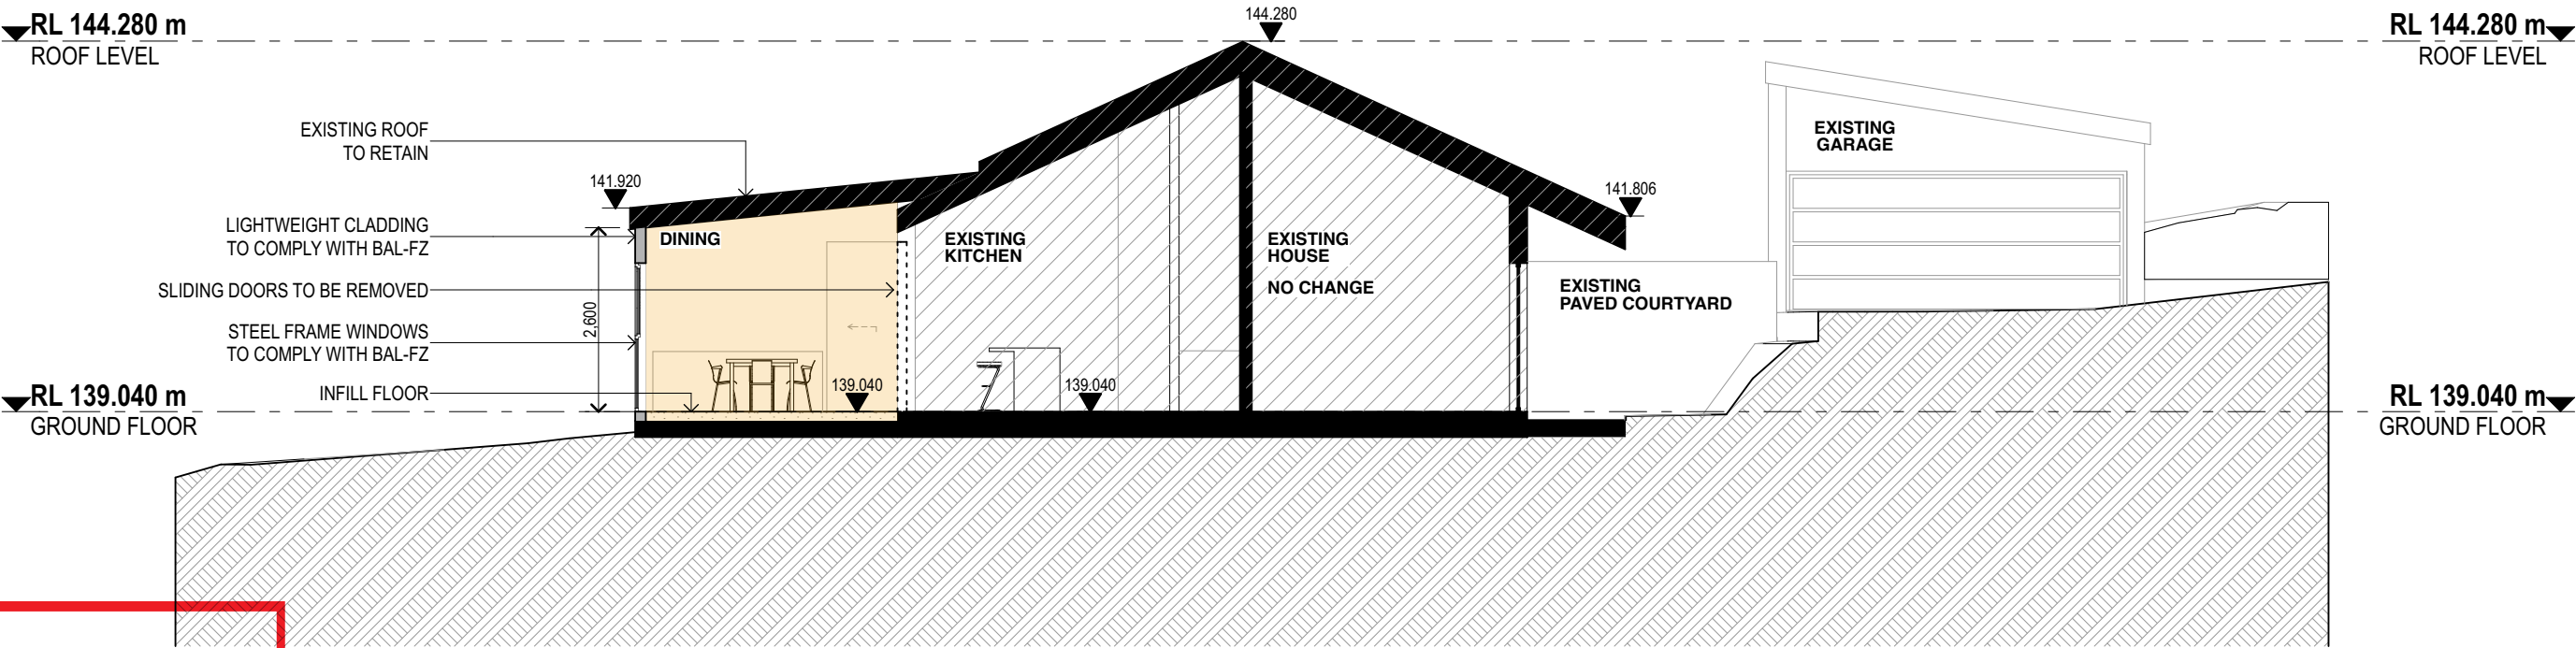 144.280
RL 144.280 m
ROOF LEVEL
RL 144.280 m
ROOF LEVEL
EXISTING ROOF
TO RETAIN
EXISTING
GARAGE
141.920
141.806
LIGHTWEIGHT CLADDING
TO COMPLY WITH BAL-FZ
DINING
EXISTING
KITCHEN
EXISTING
HOUSE
NO CHANGE
SLIDING DOORS TO BE REMOVED
EXISTING
PAVED COURTYARD
2,600
STEEL FRAME WINDOWS
TO COMPLY WITH BAL-FZ
INFILL FLOOR
139.040
139.040
RL 139.040 m
GROUND FLOOR
RL 139.040 m
GROUND FLOOR